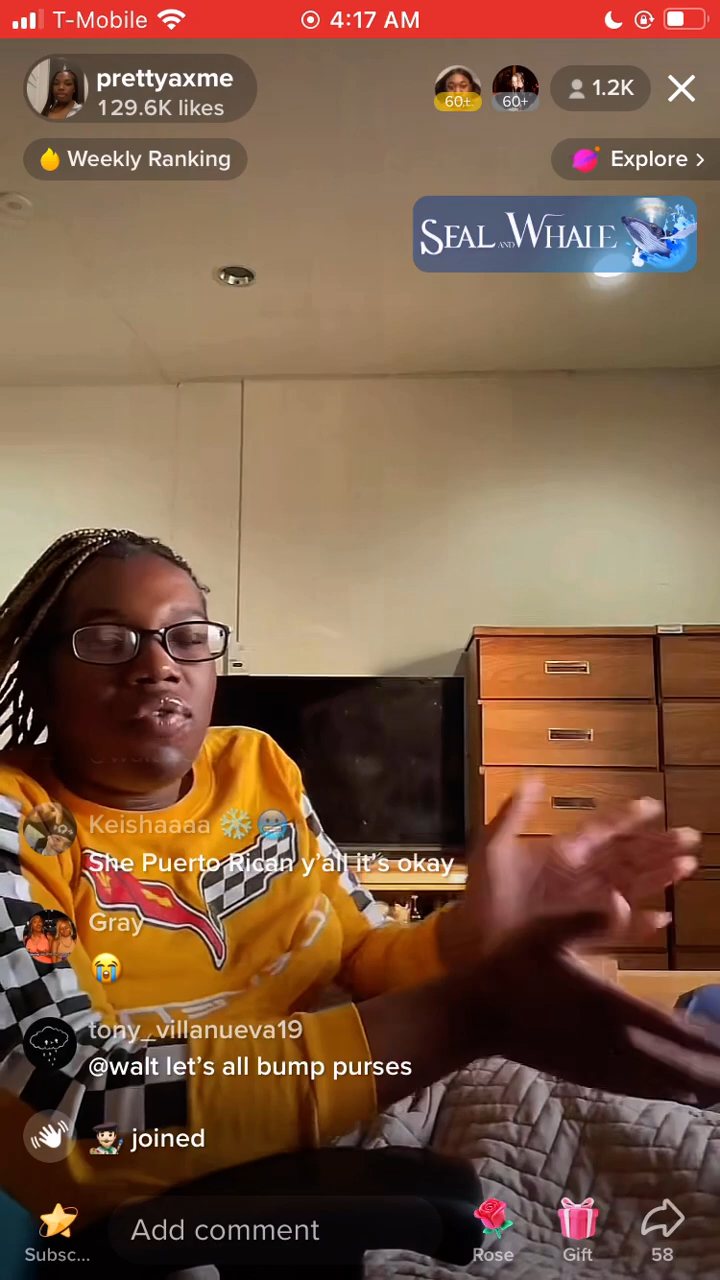 T-Mobile
4:17 AM
prettyaxme
129.6K likes
60+
60+
1.2K
Weekly Ranking
Explore >
SEAL AND WHALE
Keishaaaa ❄️🥶
She Puerto Rican y'all it's okay
Gray
😭
tony_villanueva19
@walt let's all bump purses
joined
Subsc...
Add comment
Rose
Gift
58